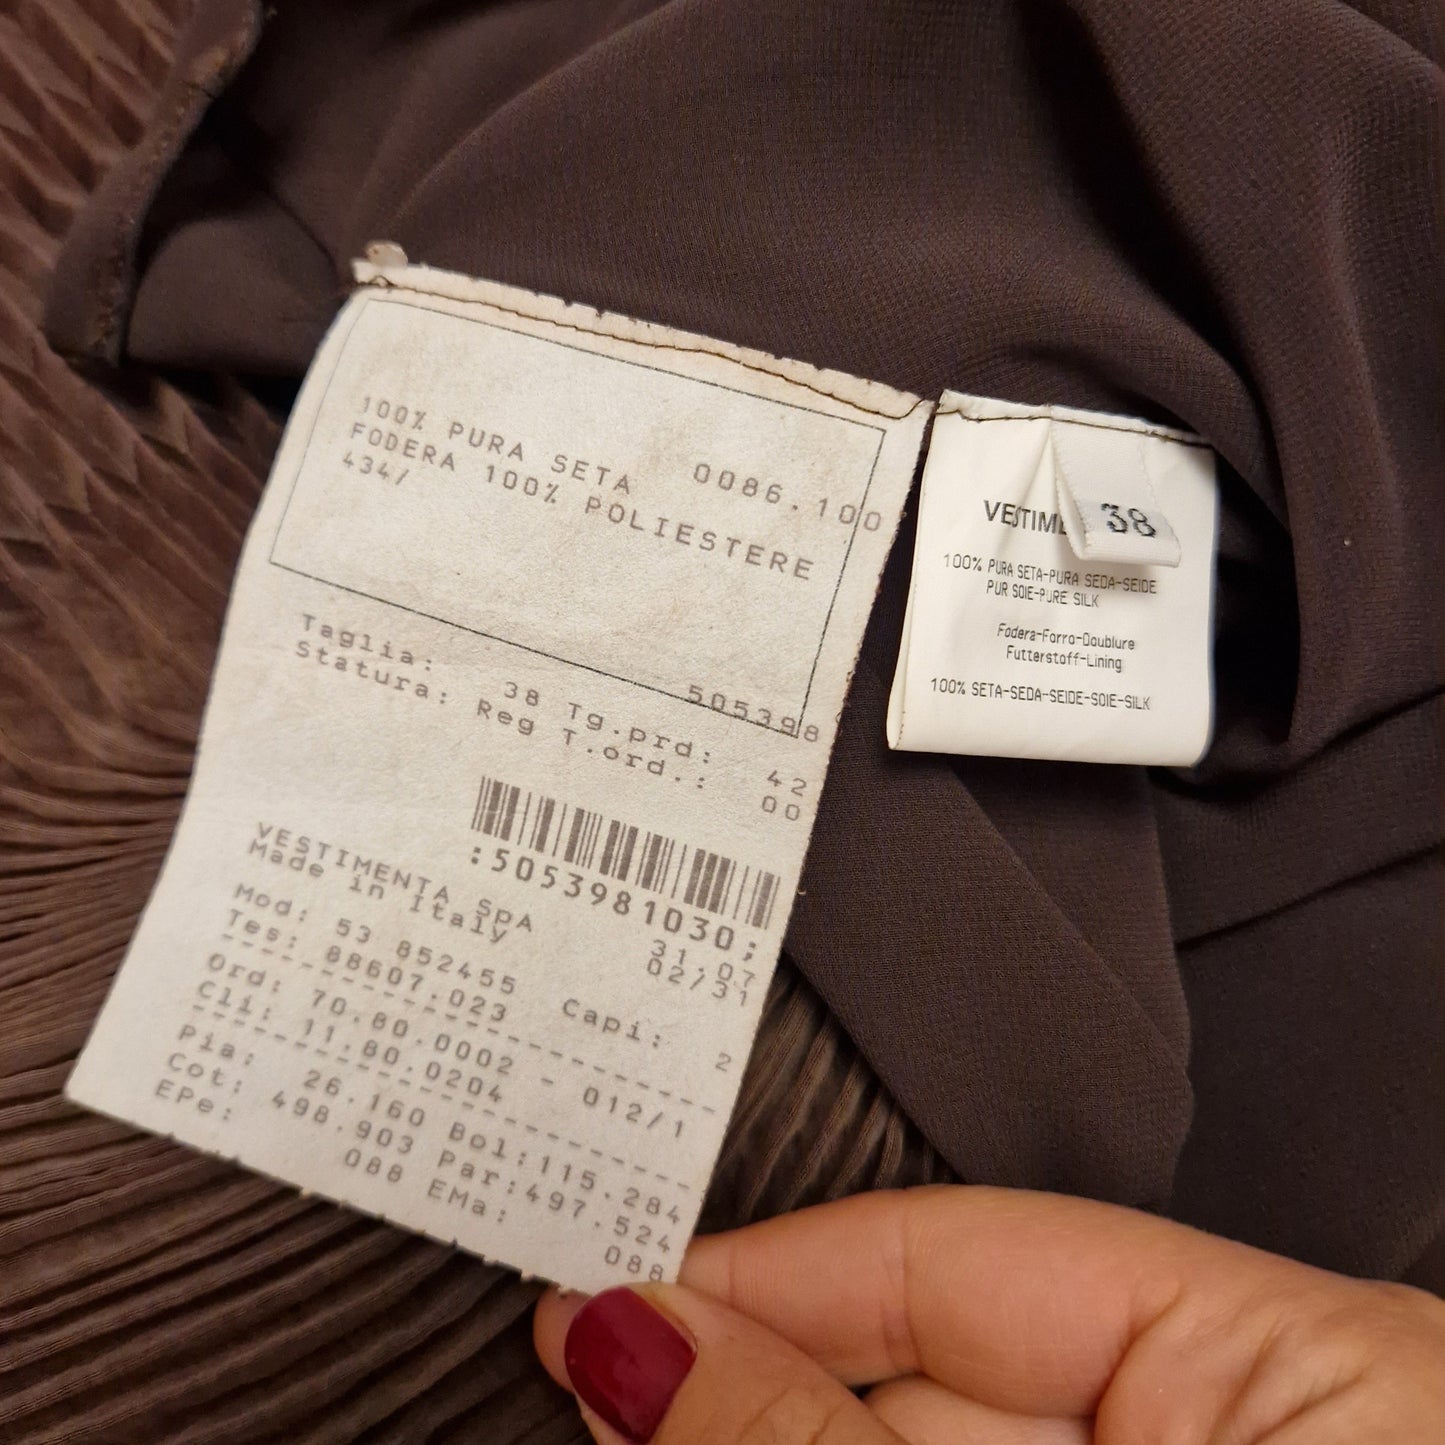 100% PURA SETA 0086.100
FODERA 100% POLIESTERE
434/
505398
Taglia: 38 Tg.prd: 42
Statura: Reg T.ord.: 00
:5053981030;
VESTIMENTA SpA 31.07
Made in Italy 02/31
Mod: 53 852455 Capi: 2
Tes: 88607.023
--------------------
Ord: 70.80.0002 - 012/1
Cli: 11.80.0204
--------------------
Pia: 26.160 Bol:115.284
Cot: 498.903 Par:497.524
EPe: 088 EMa: 088
VESTIME
38
100% PURA SETA-PURA SEDA-SEIDE
PUR SOIE-PURE SILK
Fodera-Forro-Doublure
Futterstoff-Lining
100% SETA-SEDA-SEIDE-SOIE-SILK